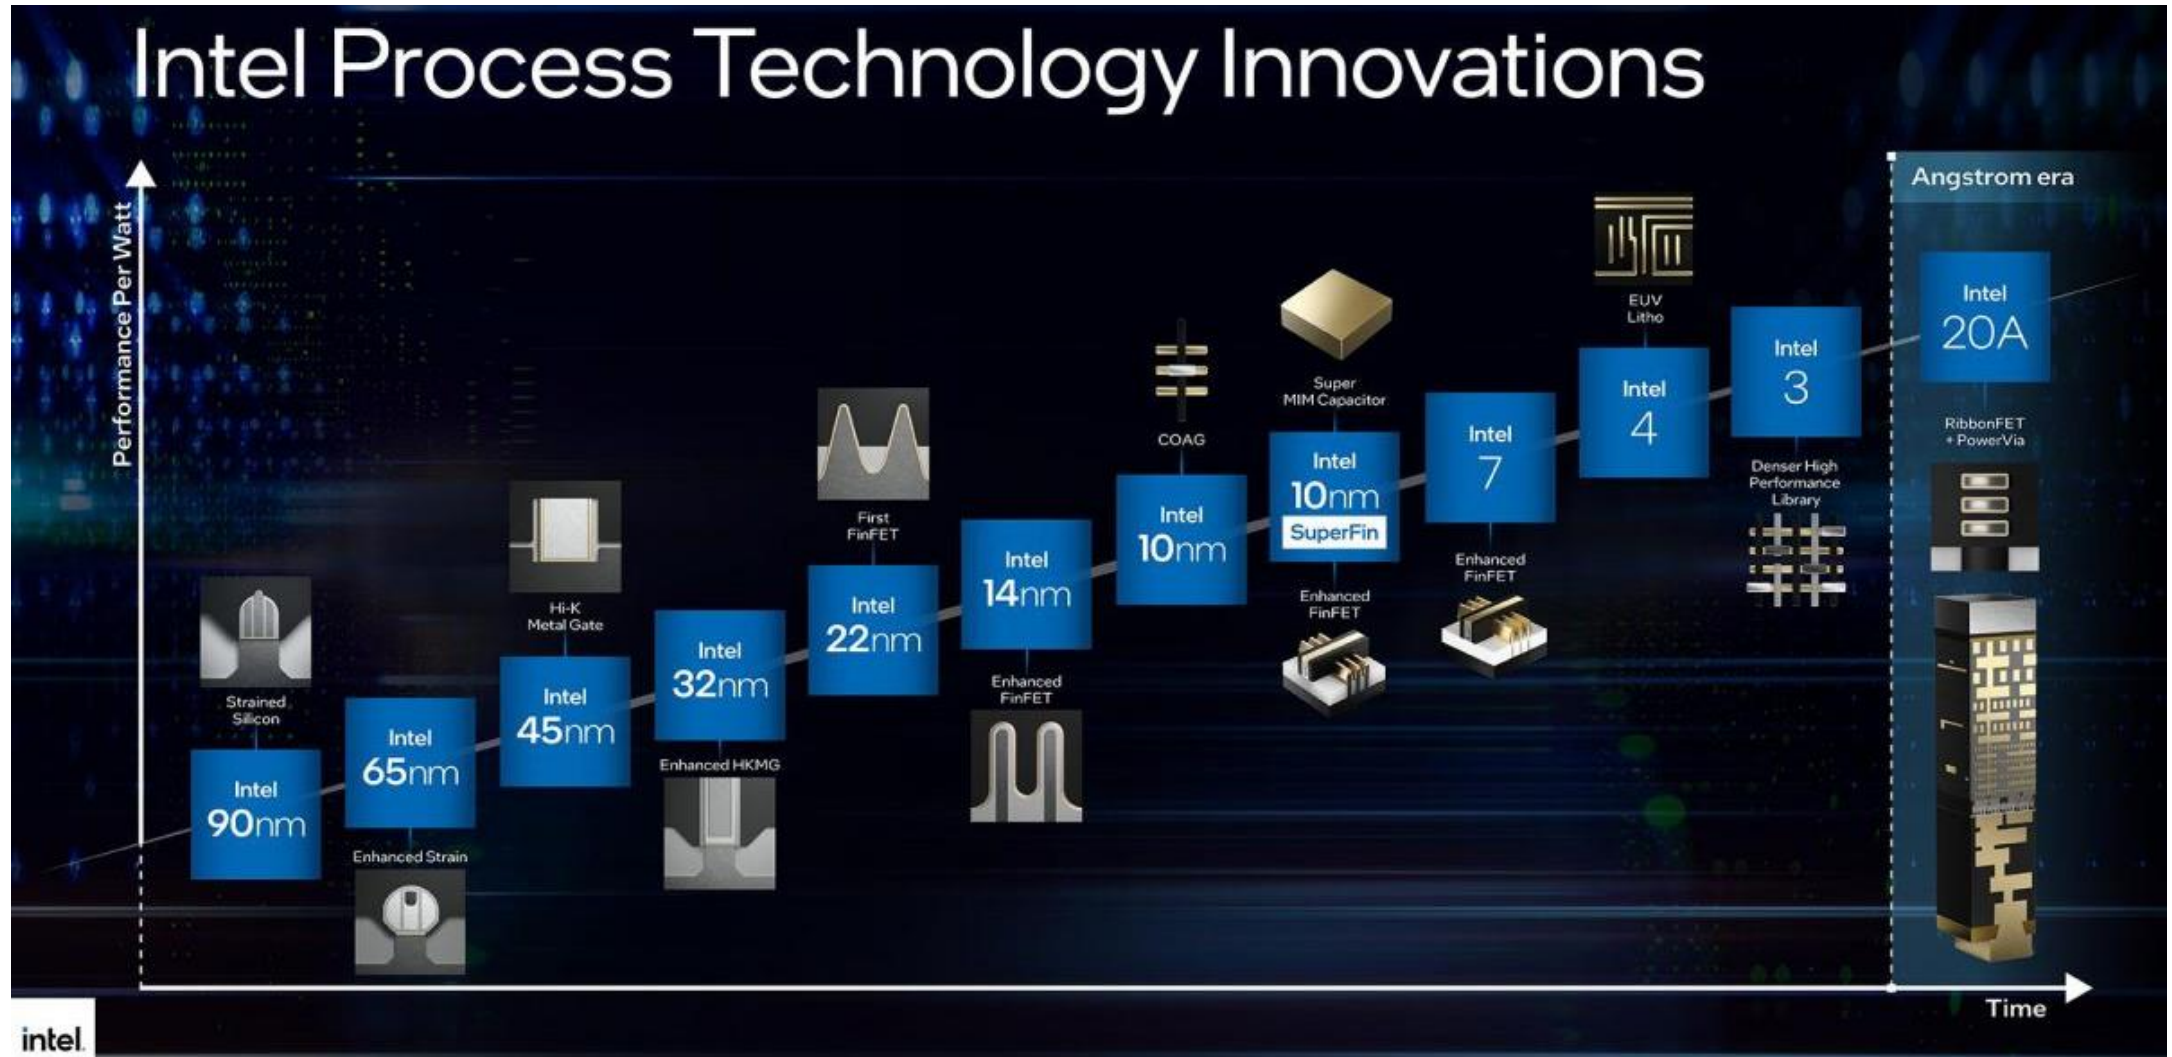 Intel Process Technology Innovations
Performance Per Watt
Angstrom era
Strained
Silicon
Intel
90nm
Intel
65nm
Enhanced Strain
Hi-K
Metal Gate
Intel
45nm
Intel
32nm
Enhanced HKMG
First
FinFET
Intel
22nm
Intel
14nm
Enhanced
FinFET
COAG
Intel
10nm
Super
MIM Capacitor
Intel
10nm
SuperFin
Enhanced
FinFET
Intel
7
Enhanced
FinFET
EUV
Litho
Intel
4
Intel
3
Denser High
Performance
Library
Intel
20A
RibbonFET
+ PowerVia
Time
intel.